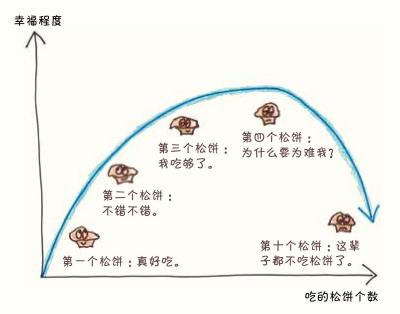 幸福程度
第三个松饼：
我吃够了。
第四个松饼：
为什么要为难我？
第二个松饼：
不错不错。
第一个松饼：真好吃。
第十个松饼：这辈
子都不吃松饼了。
吃的松饼个数